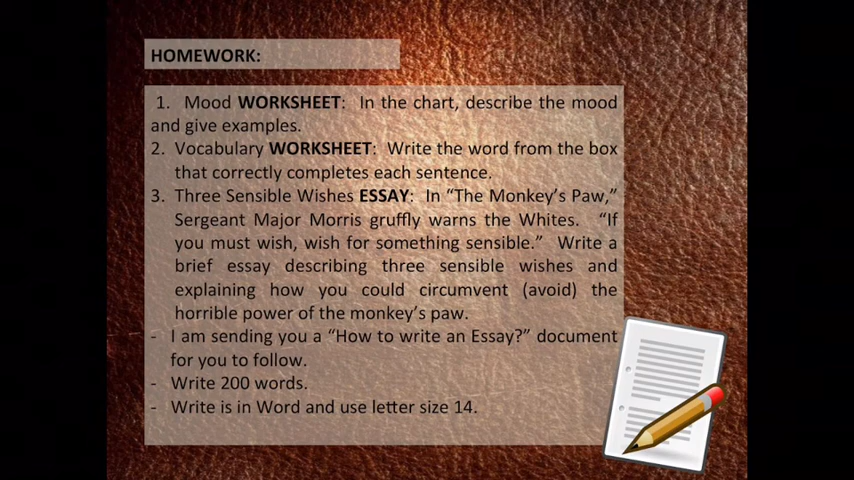 HOMEWORK:
1. Mood WORKSHEET: In the chart, describe the mood
and give examples.
2. Vocabulary WORKSHEET: Write the word from the box
that correctly completes each sentence.
3. Three Sensible Wishes ESSAY: In “The Monkey’s Paw,”
Sergeant Major Morris gruffly warns the Whites. “If
you must wish, wish for something sensible.” Write a
brief essay describing three sensible wishes and
explaining how you could circumvent (avoid) the
horrible power of the monkey’s paw.
- I am sending you a “How to write an Essay?” document
for you to follow.
- Write 200 words.
- Write is in Word and use letter size 14.